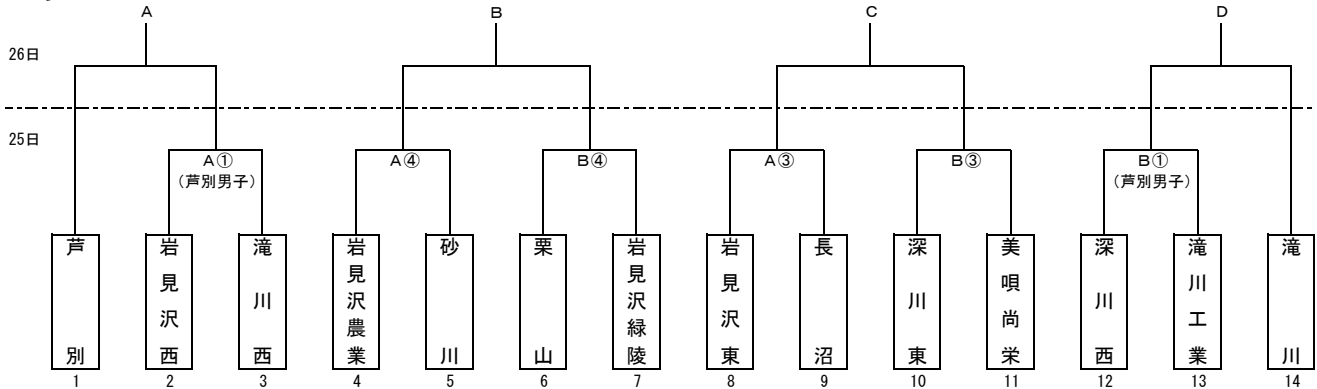 A B C D
26日
25日
A① A④ B④ A③ B③ B①
(芦別男子) (芦別男子)
芦別
岩見沢西
滝川西
岩見沢農業
砂川
栗山
岩見沢緑陵
岩見沢東
長沼
深川東
美唄尚栄
深川西
滝川工業
滝川
1 2 3 4 5 6 7 8 9 10 11 12 13 14